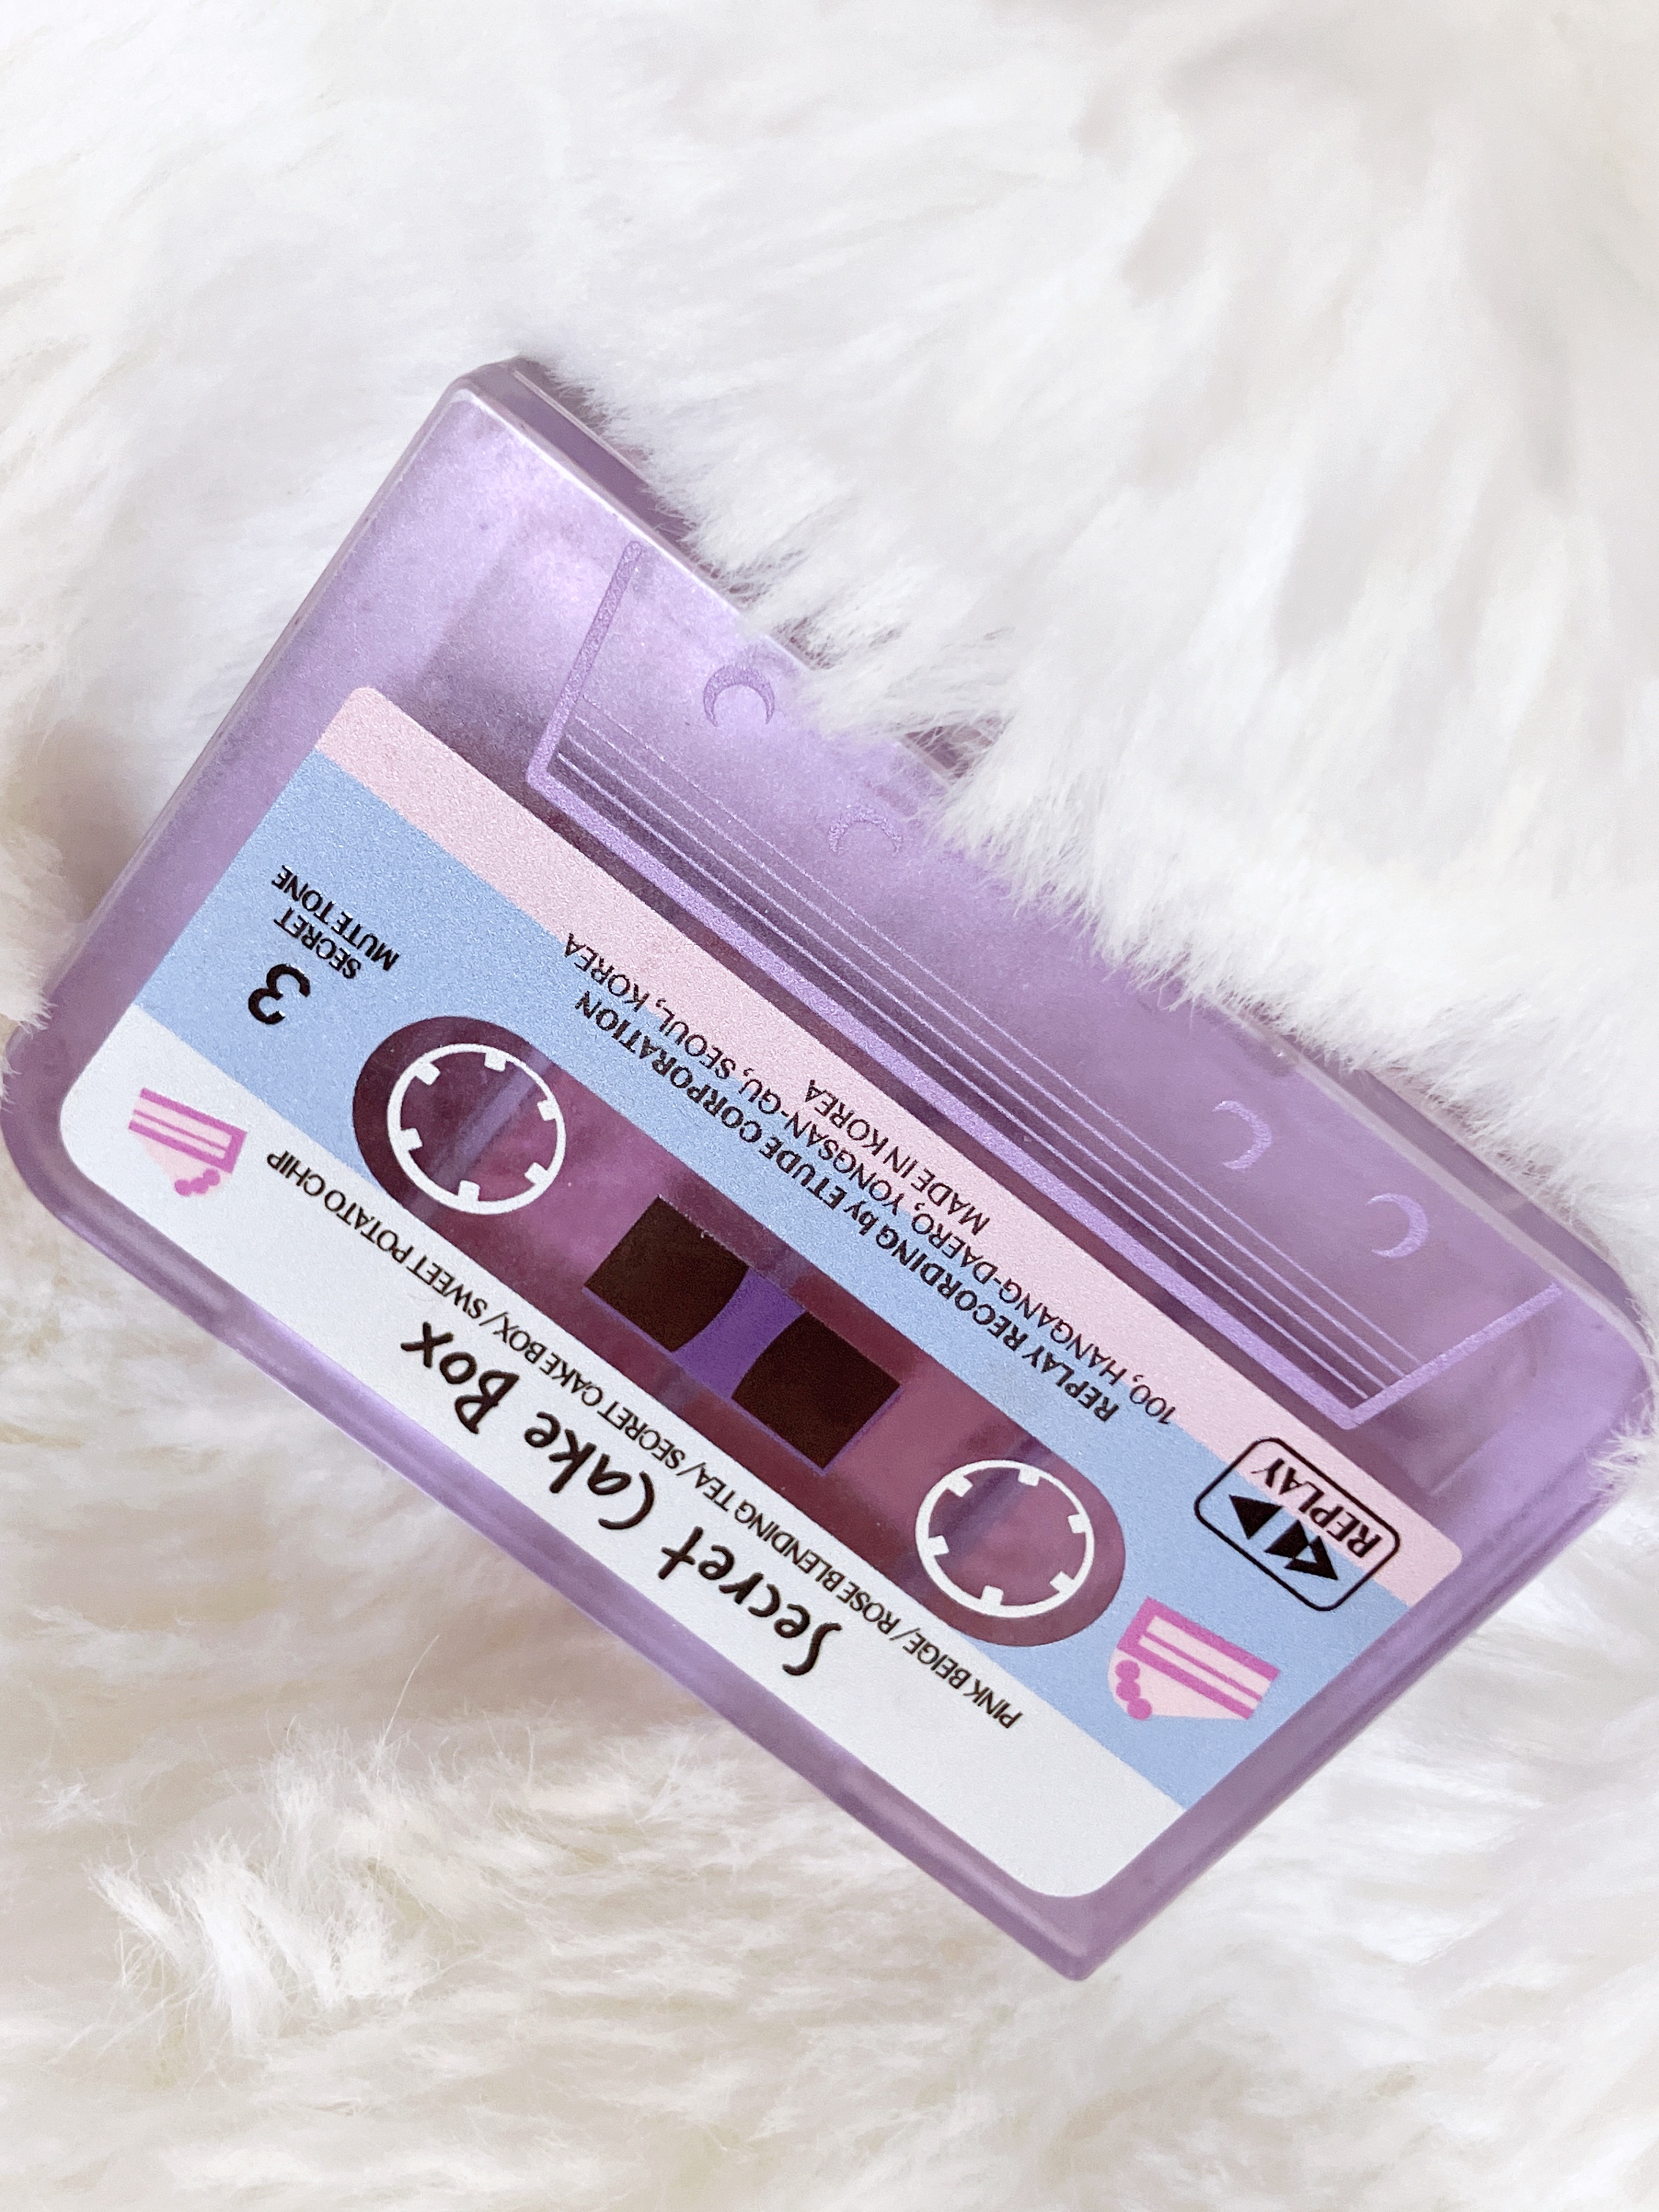 Secret Cake Box
PINK BEIGE/ ROSE BLENDING TEA/ SECRET CAKE BOX/ SWEET POTATO CHIP
3
SECRET
MUTE TONE
REPLAY
REPLAY RECORDING by ETUDE CORPORATION
100, HANGANG-DAERO, YONGSAN-GU, SEOUL, KOREA
MADE IN KOREA